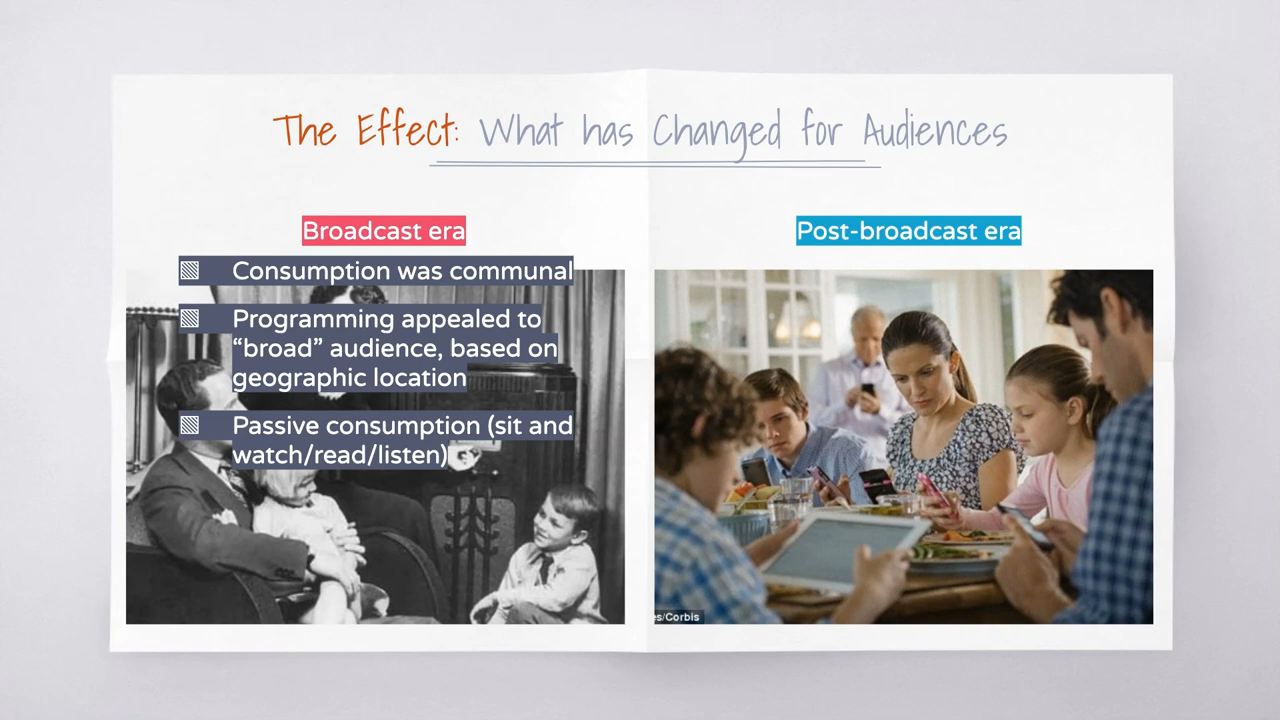 The Effect: What has Changed for Audiences
Broadcast era
Consumption was communal
Programming appealed to
“broad” audience, based on
geographic location
Passive consumption (sit and
watch/read/listen)
Post-broadcast era
es/Corbis